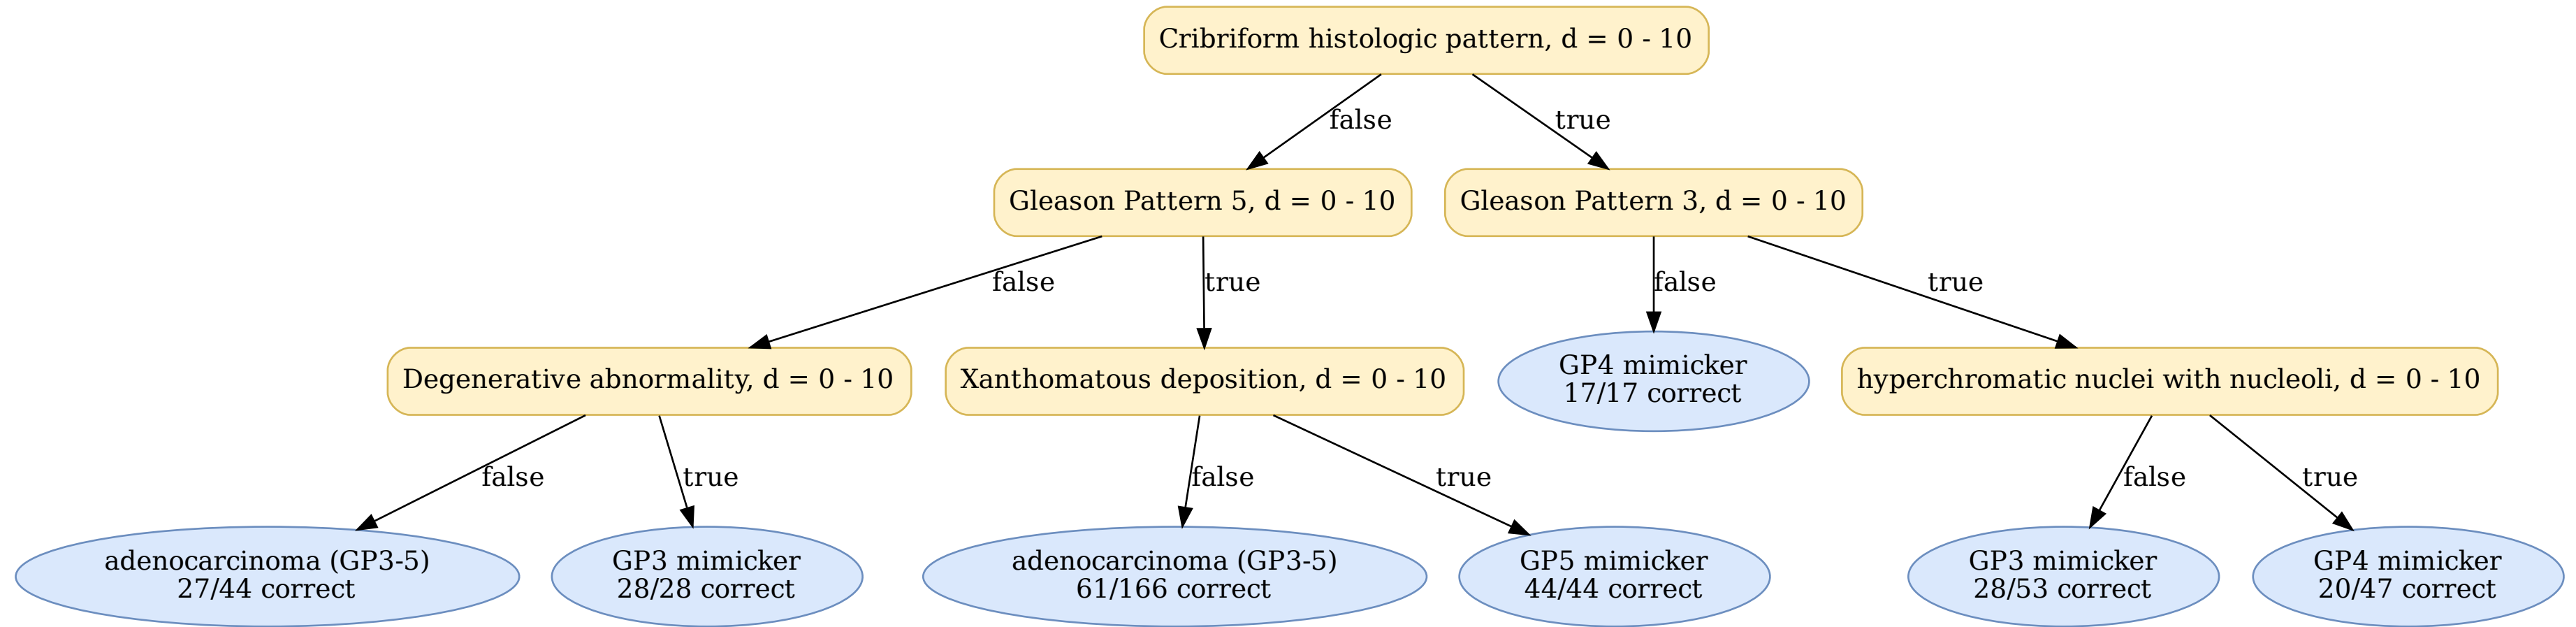 Cribriform histologic pattern, d = 0 - 10
false
true
Gleason Pattern 5, d = 0 - 10
Gleason Pattern 3, d = 0 - 10
false
true
false
true
Degenerative abnormality, d = 0 - 10
Xanthomatous deposition, d = 0 - 10
GP4 mimicker
17/17 correct
hyperchromatic nuclei with nucleoli, d = 0 - 10
false
true
false
true
false
true
adenocarcinoma (GP3-5)
27/44 correct
GP3 mimicker
28/28 correct
adenocarcinoma (GP3-5)
61/166 correct
GP5 mimicker
44/44 correct
GP3 mimicker
28/53 correct
GP4 mimicker
20/47 correct